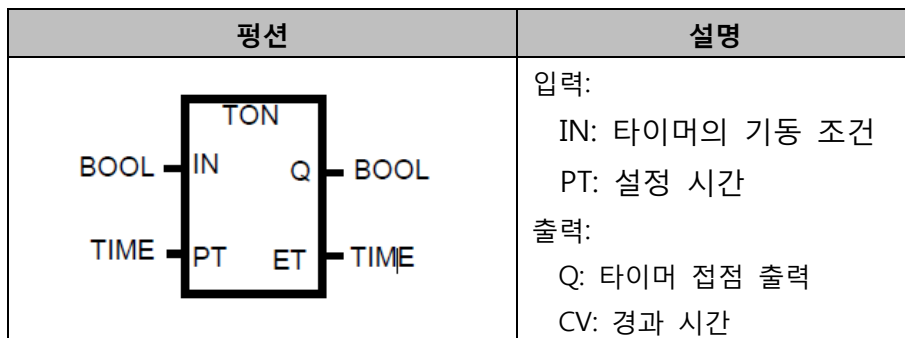 펑션 설명
TON
BOOL IN Q BOOL
TIME PT ET TIME
입력:
IN: 타이머의 기동 조건
PT: 설정 시간
출력:
Q: 타이머 접점 출력
CV: 경과 시간